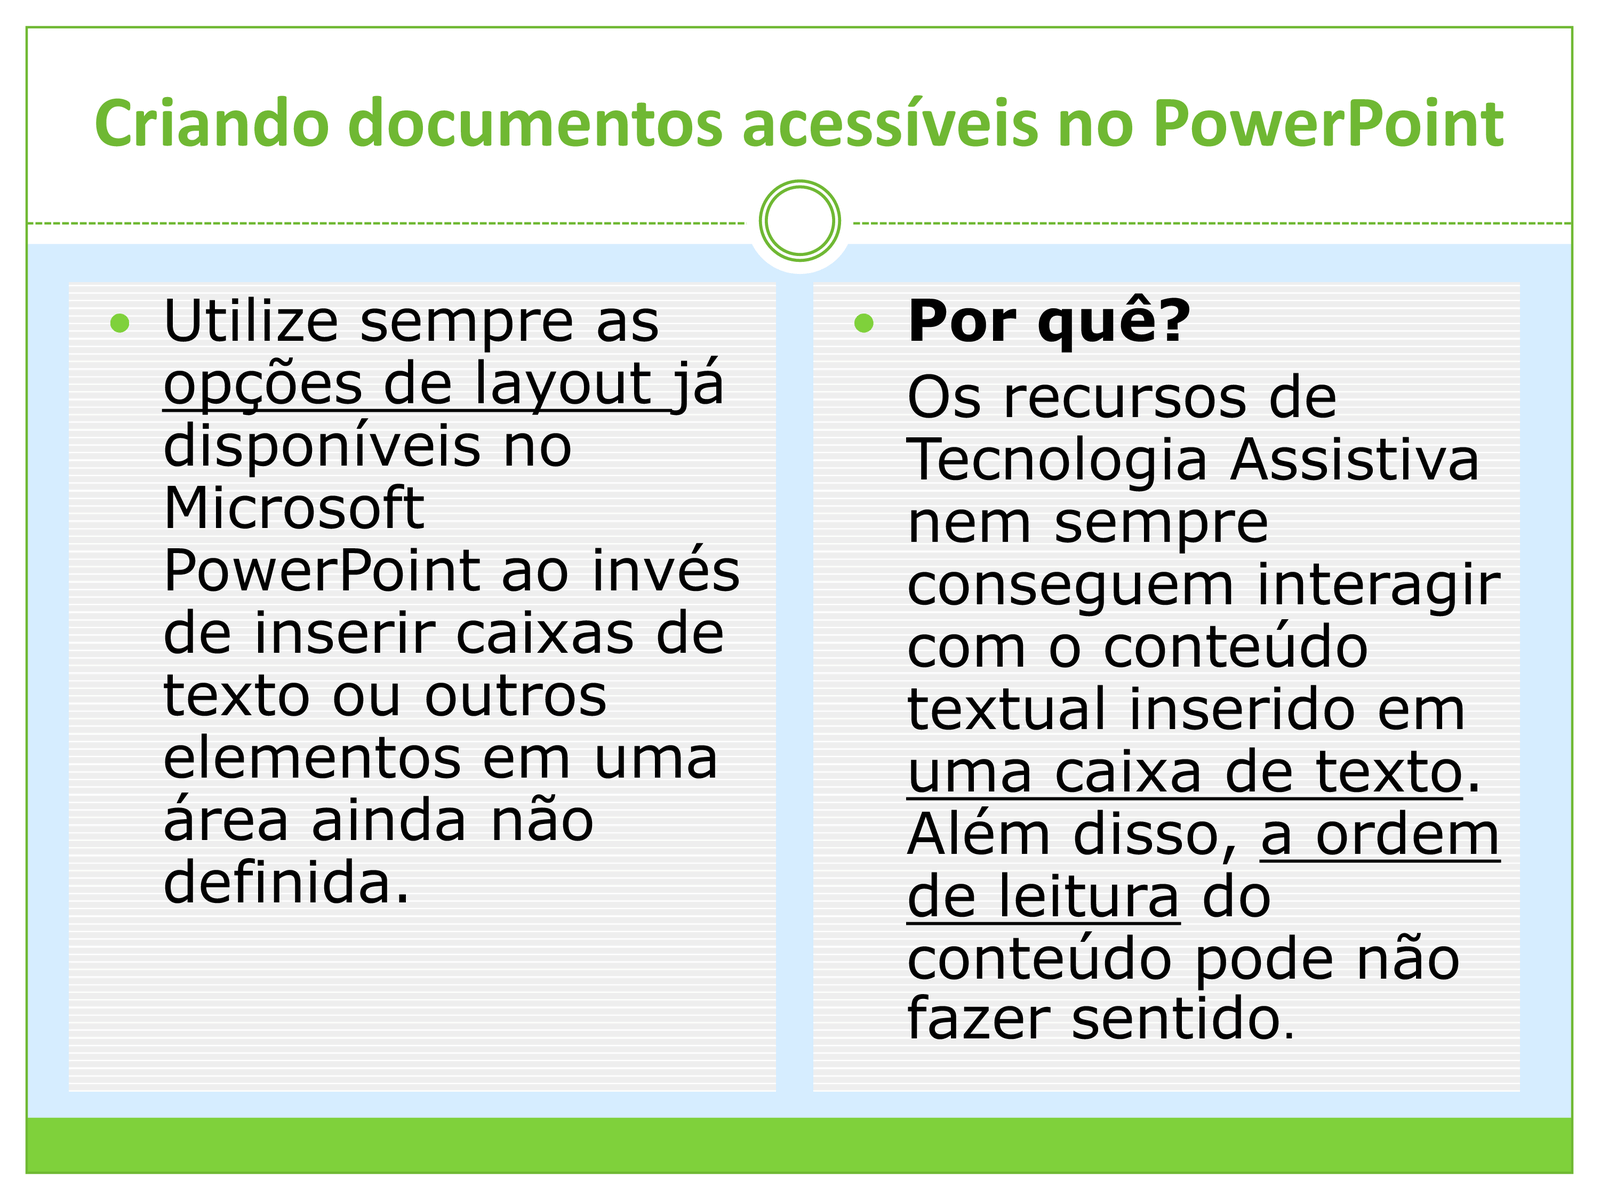 Criando documentos acessíveis no PowerPoint
• Utilize sempre as
opções de layout já
disponíveis no
Microsoft
PowerPoint ao invés
de inserir caixas de
texto ou outros
elementos em uma
área ainda não
definida.
• Por quê?
Os recursos de
Tecnologia Assistiva
nem sempre
conseguem interagir
com o conteúdo
textual inserido em
uma caixa de texto.
Além disso, a ordem
de leitura do
conteúdo pode não
fazer sentido.